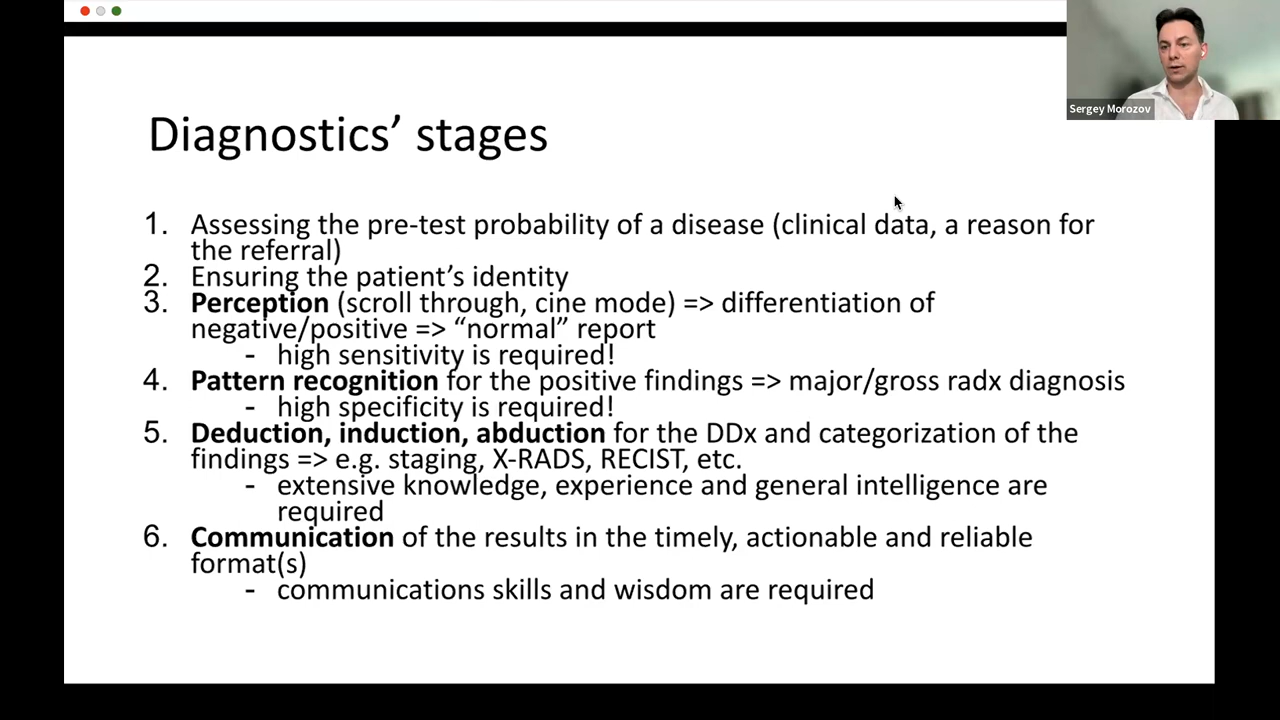 Sergey Morozov
Diagnostics’ stages
1. Assessing the pre-test probability of a disease (clinical data, a reason for
the referral)
2. Ensuring the patient’s identity
3. Perception (scroll through, cine mode) => differentiation of
negative/positive => “normal” report
- high sensitivity is required!
4. Pattern recognition for the positive findings => major/gross radx diagnosis
- high specificity is required!
5. Deduction, induction, abduction for the DDx and categorization of the
findings => e.g. staging, X-RADS, RECIST, etc.
- extensive knowledge, experience and general intelligence are
required
6. Communication of the results in the timely, actionable and reliable
format(s)
- communications skills and wisdom are required